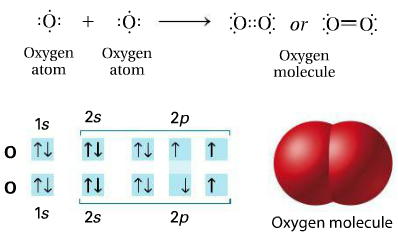 :Ö: + :Ö: ⟶ :Ö::Ö: or :Ö=Ö:
Oxygen atom Oxygen atom Oxygen molecule
1s 2s 2p
O ↑↓ ↑↓ ↑↓ ↑ ↑
O ↑↓ ↑↓ ↑↓ ↓ ↑
1s 2s 2p
Oxygen molecule